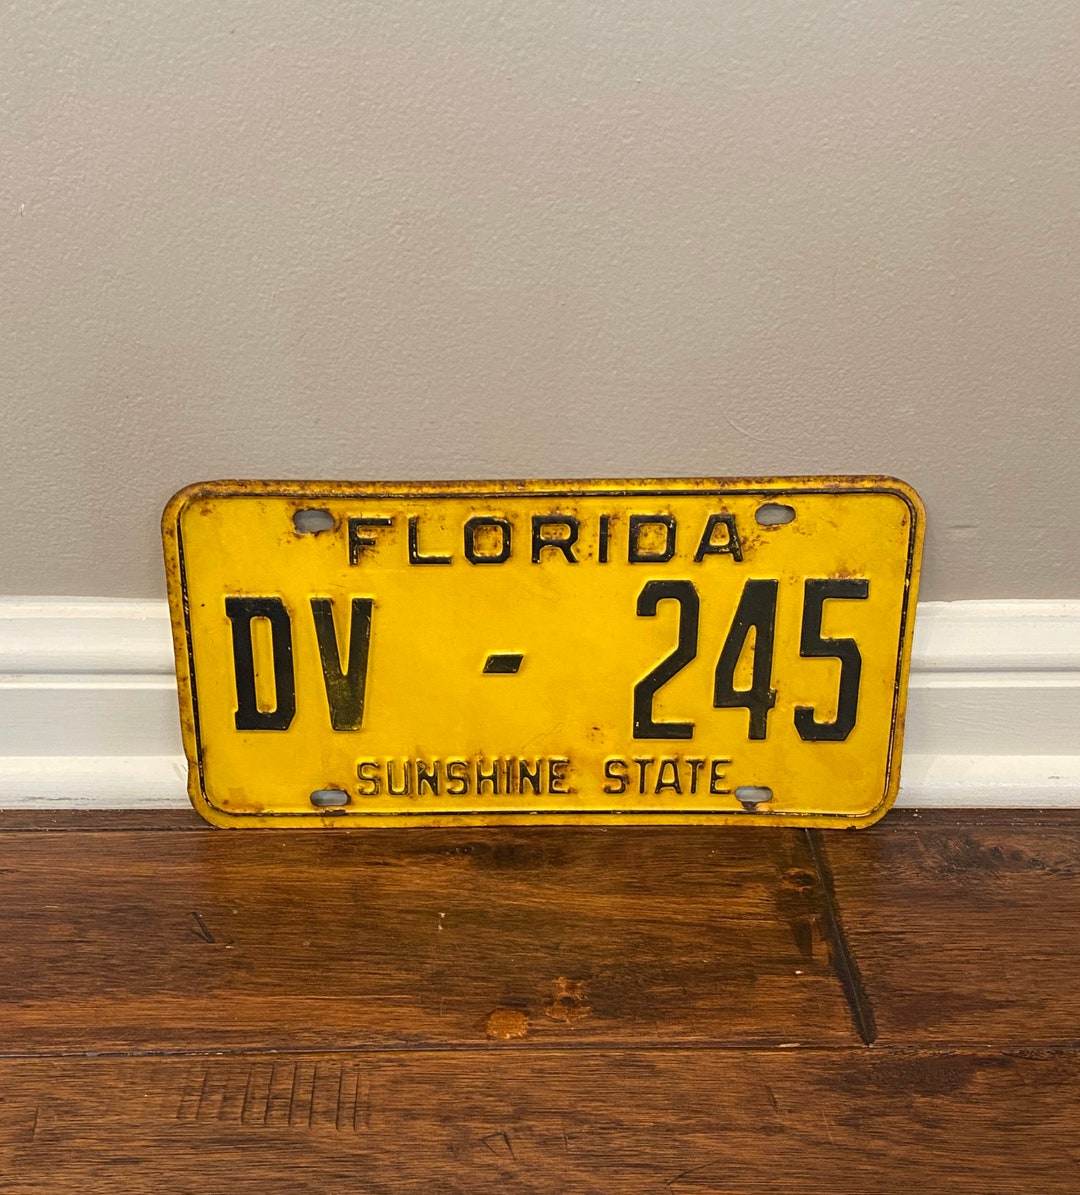 FLORIDA
DV - 245
SUNSHINE STATE